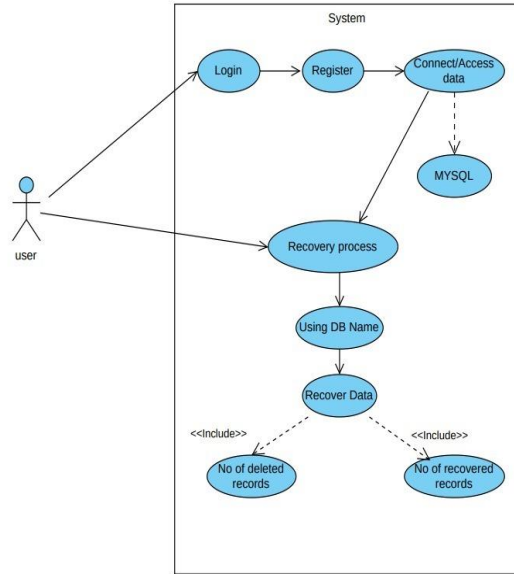 System
Login
Register
Connect/Access
data
MYSQL
user
Recovery process
Using DB Name
Recover Data
<<Include>>
<<Include>>
No of deleted
records
No of recovered
records